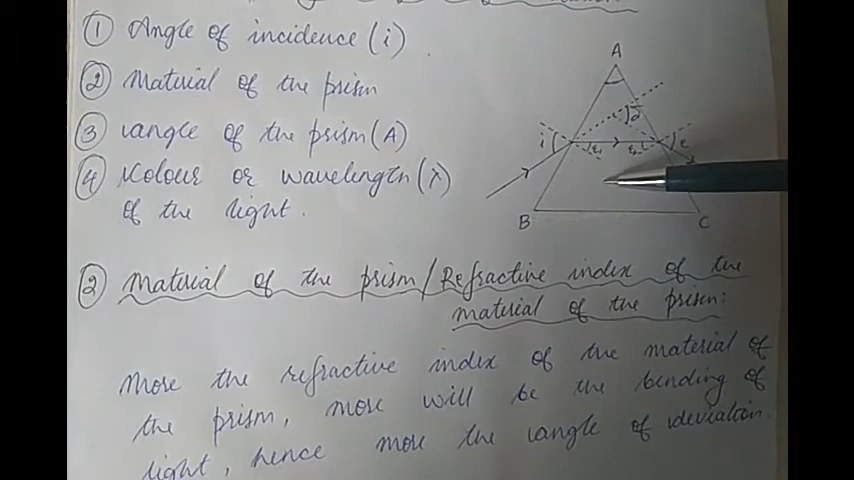 ① Angle of incidence (i)
② Material of the prism
③ Angle of the prism (A)
④ Colour or wavelength (λ)
of the light.
A
i
r₁
r₂
e
B
C
② Material of the prism / Refractive index of the
material of the prism:
More the refractive index of the material of
the prism, more will be the bending of
light, hence more the angle of deviation.